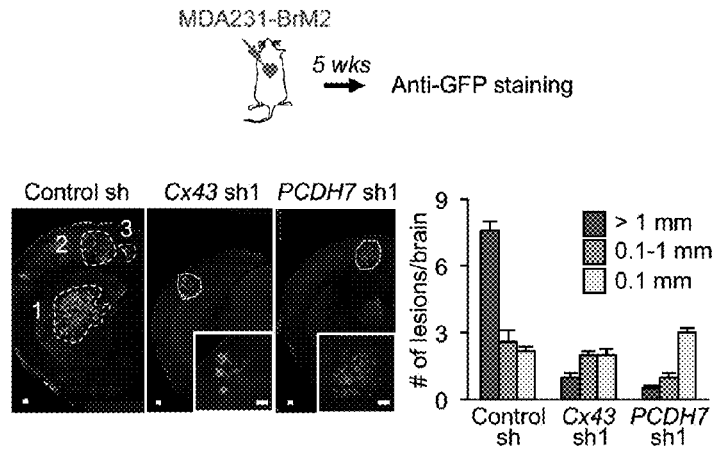 MDA231-BrM2
5 wks
Anti-GFP staining
Control sh
Cx43 sh1
PCDH7 sh1
1
2
3
# of lesions/brain
9
6
3
0
> 1 mm
0.1-1 mm
0.1 mm
Control sh
Cx43 sh1
PCDH7 sh1